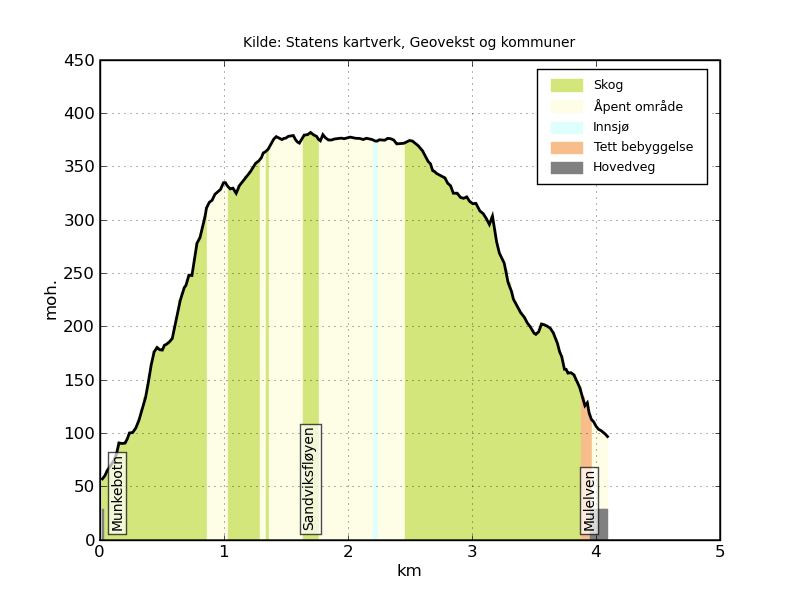 Kilde: Statens kartverk, Geovekst og kommuner
450
400
350
300
250
200
150
100
50
0
moh.
Skog
Åpent område
Innsjø
Tett bebyggelse
Hovedveg
Munkebotn
Sandviksfløyen
Mulelven
0 1 2 3 4 5
km